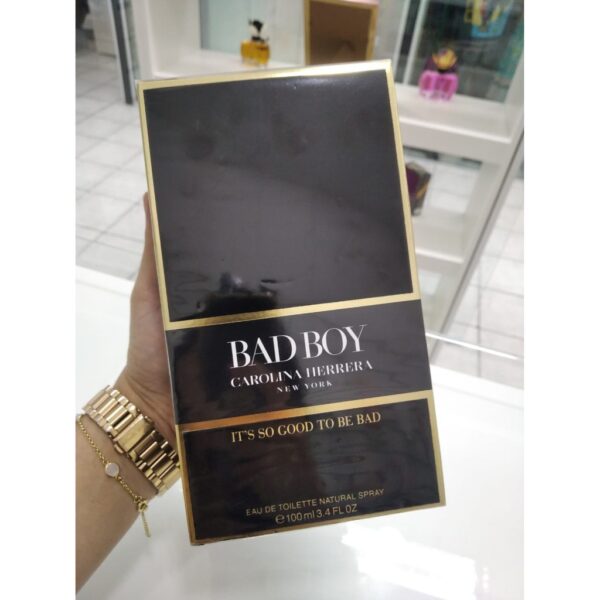 BAD BOY
CAROLINA HERRERA
NEW YORK
IT'S SO GOOD TO BE BAD
EAU DE TOILETTE NATURAL SPRAY
℮ 100 ml 3.4 FL OZ